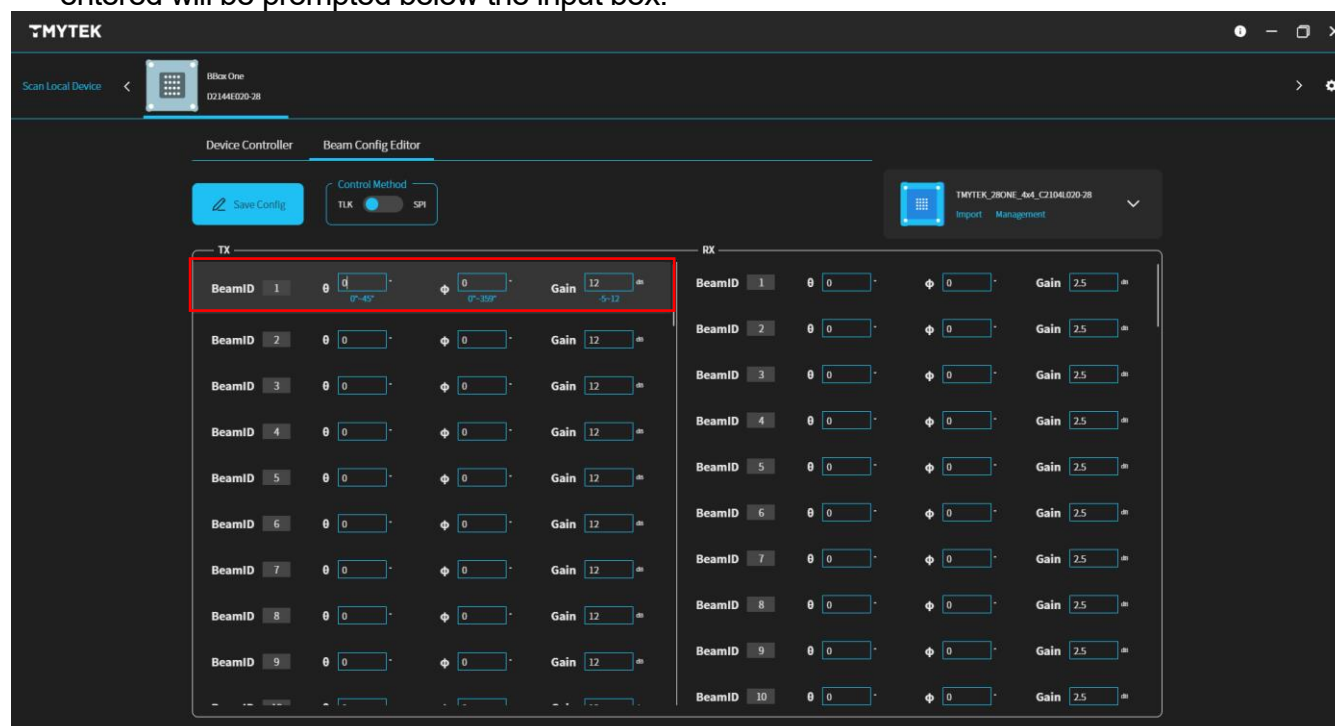 entered will be prompted below the input box.
TMYTEK
Scan Local Device
BBox One
D2144E020-28
Device Controller Beam Config Editor
Save Config
Control Method
TLK SPI
TMYTEK_28ONE_4x4_C2104L020-28
Import Management
TX
BeamID 1 θ 0 ° ϕ 0 ° Gain 12 dB
0°~45° 0°~359° -5~12
BeamID 2 θ 0 ° ϕ 0 ° Gain 12 dB
BeamID 3 θ 0 ° ϕ 0 ° Gain 12 dB
BeamID 4 θ 0 ° ϕ 0 ° Gain 12 dB
BeamID 5 θ 0 ° ϕ 0 ° Gain 12 dB
BeamID 6 θ 0 ° ϕ 0 ° Gain 12 dB
BeamID 7 θ 0 ° ϕ 0 ° Gain 12 dB
BeamID 8 θ 0 ° ϕ 0 ° Gain 12 dB
BeamID 9 θ 0 ° ϕ 0 ° Gain 12 dB
RX
BeamID 1 θ 0 ° ϕ 0 ° Gain 2.5 dB
BeamID 2 θ 0 ° ϕ 0 ° Gain 2.5 dB
BeamID 3 θ 0 ° ϕ 0 ° Gain 2.5 dB
BeamID 4 θ 0 ° ϕ 0 ° Gain 2.5 dB
BeamID 5 θ 0 ° ϕ 0 ° Gain 2.5 dB
BeamID 6 θ 0 ° ϕ 0 ° Gain 2.5 dB
BeamID 7 θ 0 ° ϕ 0 ° Gain 2.5 dB
BeamID 8 θ 0 ° ϕ 0 ° Gain 2.5 dB
BeamID 9 θ 0 ° ϕ 0 ° Gain 2.5 dB
BeamID 10 θ 0 ° ϕ 0 ° Gain 2.5 dB